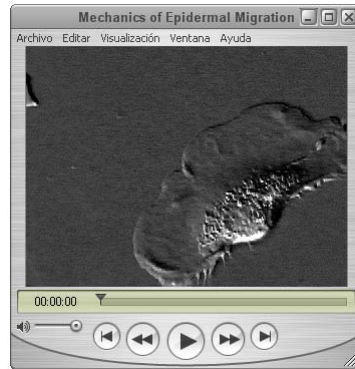 Mechanics of Epidermal Migration
Archivo Editar Visualización Ventana Ayuda
00:00:00